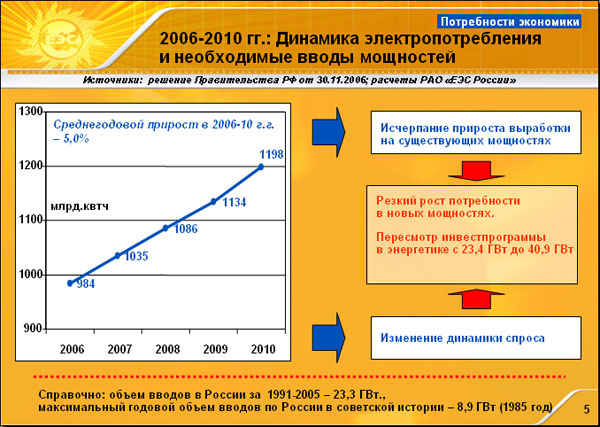 Потребности экономики
2006-2010 гг.: Динамика электропотребления
и необходимые вводы мощностей
Источники: решение Правительства РФ от 30.11.2006; расчеты РАО «ЕЭС России»
1300
1200
1100
1000
900
Среднегодовой прирост в 2006-10 г.г.
– 5,0%
млрд.квтч
984
1035
1086
1134
1198
2006 2007 2008 2009 2010
Исчерпание прироста выработки
на существующих мощностях
Резкий рост потребности
в новых мощностях.
Пересмотр инвестпрограммы
в энергетике с 23,4 ГВт до 40,9 ГВт
Изменение динамики спроса
Справочно: объем вводов в России за 1991-2005 – 23,3 ГВт.,
максимальный годовой объем вводов по России в советской истории – 8,9 ГВт (1985 год)
5